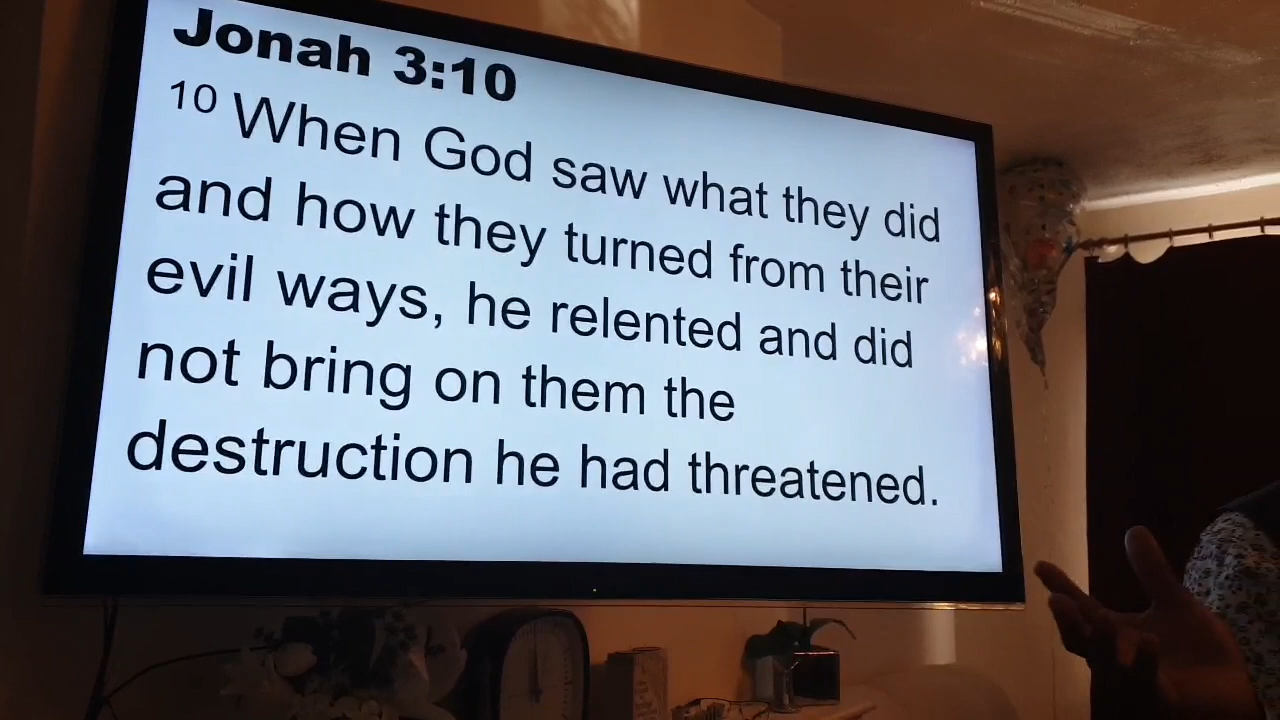 Jonah 3:10
10 When God saw what they did
and how they turned from their
evil ways, he relented and did
not bring on them the
destruction he had threatened.